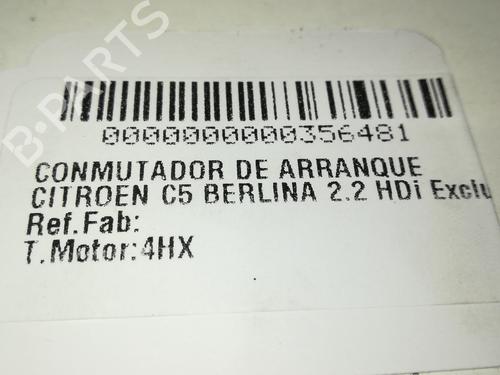 B-PARTS
0000000000356481
CONMUTADOR DE ARRANQUE
CITROEN C5 BERLINA 2.2 HDi Exclu
Ref.Fab:
T.Motor:4HX